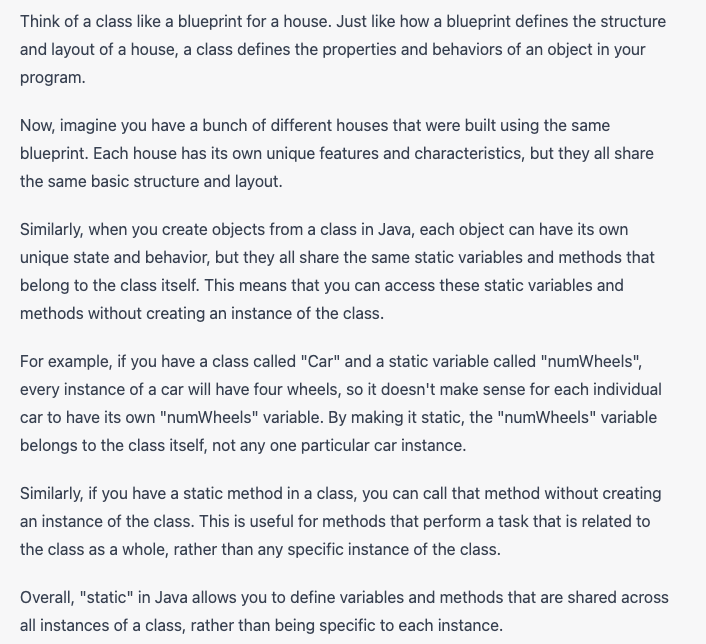 Think of a class like a blueprint for a house. Just like how a blueprint defines the structure
and layout of a house, a class defines the properties and behaviors of an object in your
program.
Now, imagine you have a bunch of different houses that were built using the same
blueprint. Each house has its own unique features and characteristics, but they all share
the same basic structure and layout.
Similarly, when you create objects from a class in Java, each object can have its own
unique state and behavior, but they all share the same static variables and methods that
belong to the class itself. This means that you can access these static variables and
methods without creating an instance of the class.
For example, if you have a class called "Car" and a static variable called "numWheels",
every instance of a car will have four wheels, so it doesn't make sense for each individual
car to have its own "numWheels" variable. By making it static, the "numWheels" variable
belongs to the class itself, not any one particular car instance.
Similarly, if you have a static method in a class, you can call that method without creating
an instance of the class. This is useful for methods that perform a task that is related to
the class as a whole, rather than any specific instance of the class.
Overall, "static" in Java allows you to define variables and methods that are shared across
all instances of a class, rather than being specific to each instance.